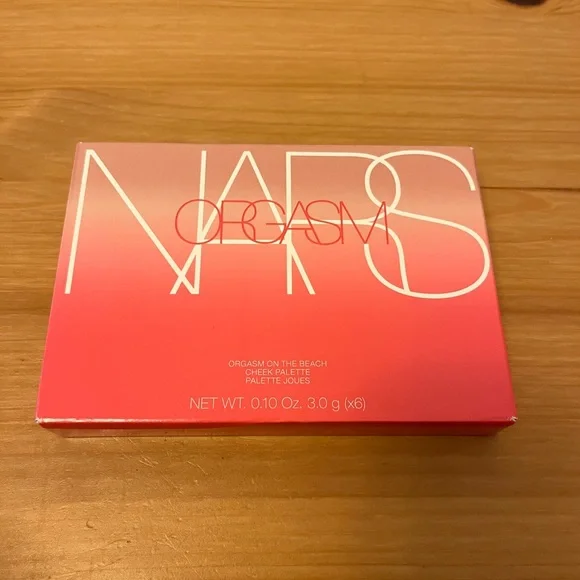 NARS
ORGASM
ORGASM ON THE BEACH
CHEEK PALETTE
PALETTE JOUES
NET WT. 0.10 Oz. 3.0 g (x6)